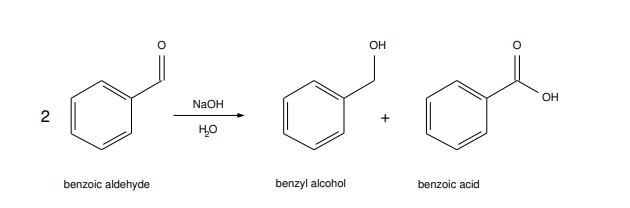 O
OH
O
2
NaOH
H2O
+
OH
benzoic aldehyde
benzyl alcohol
benzoic acid